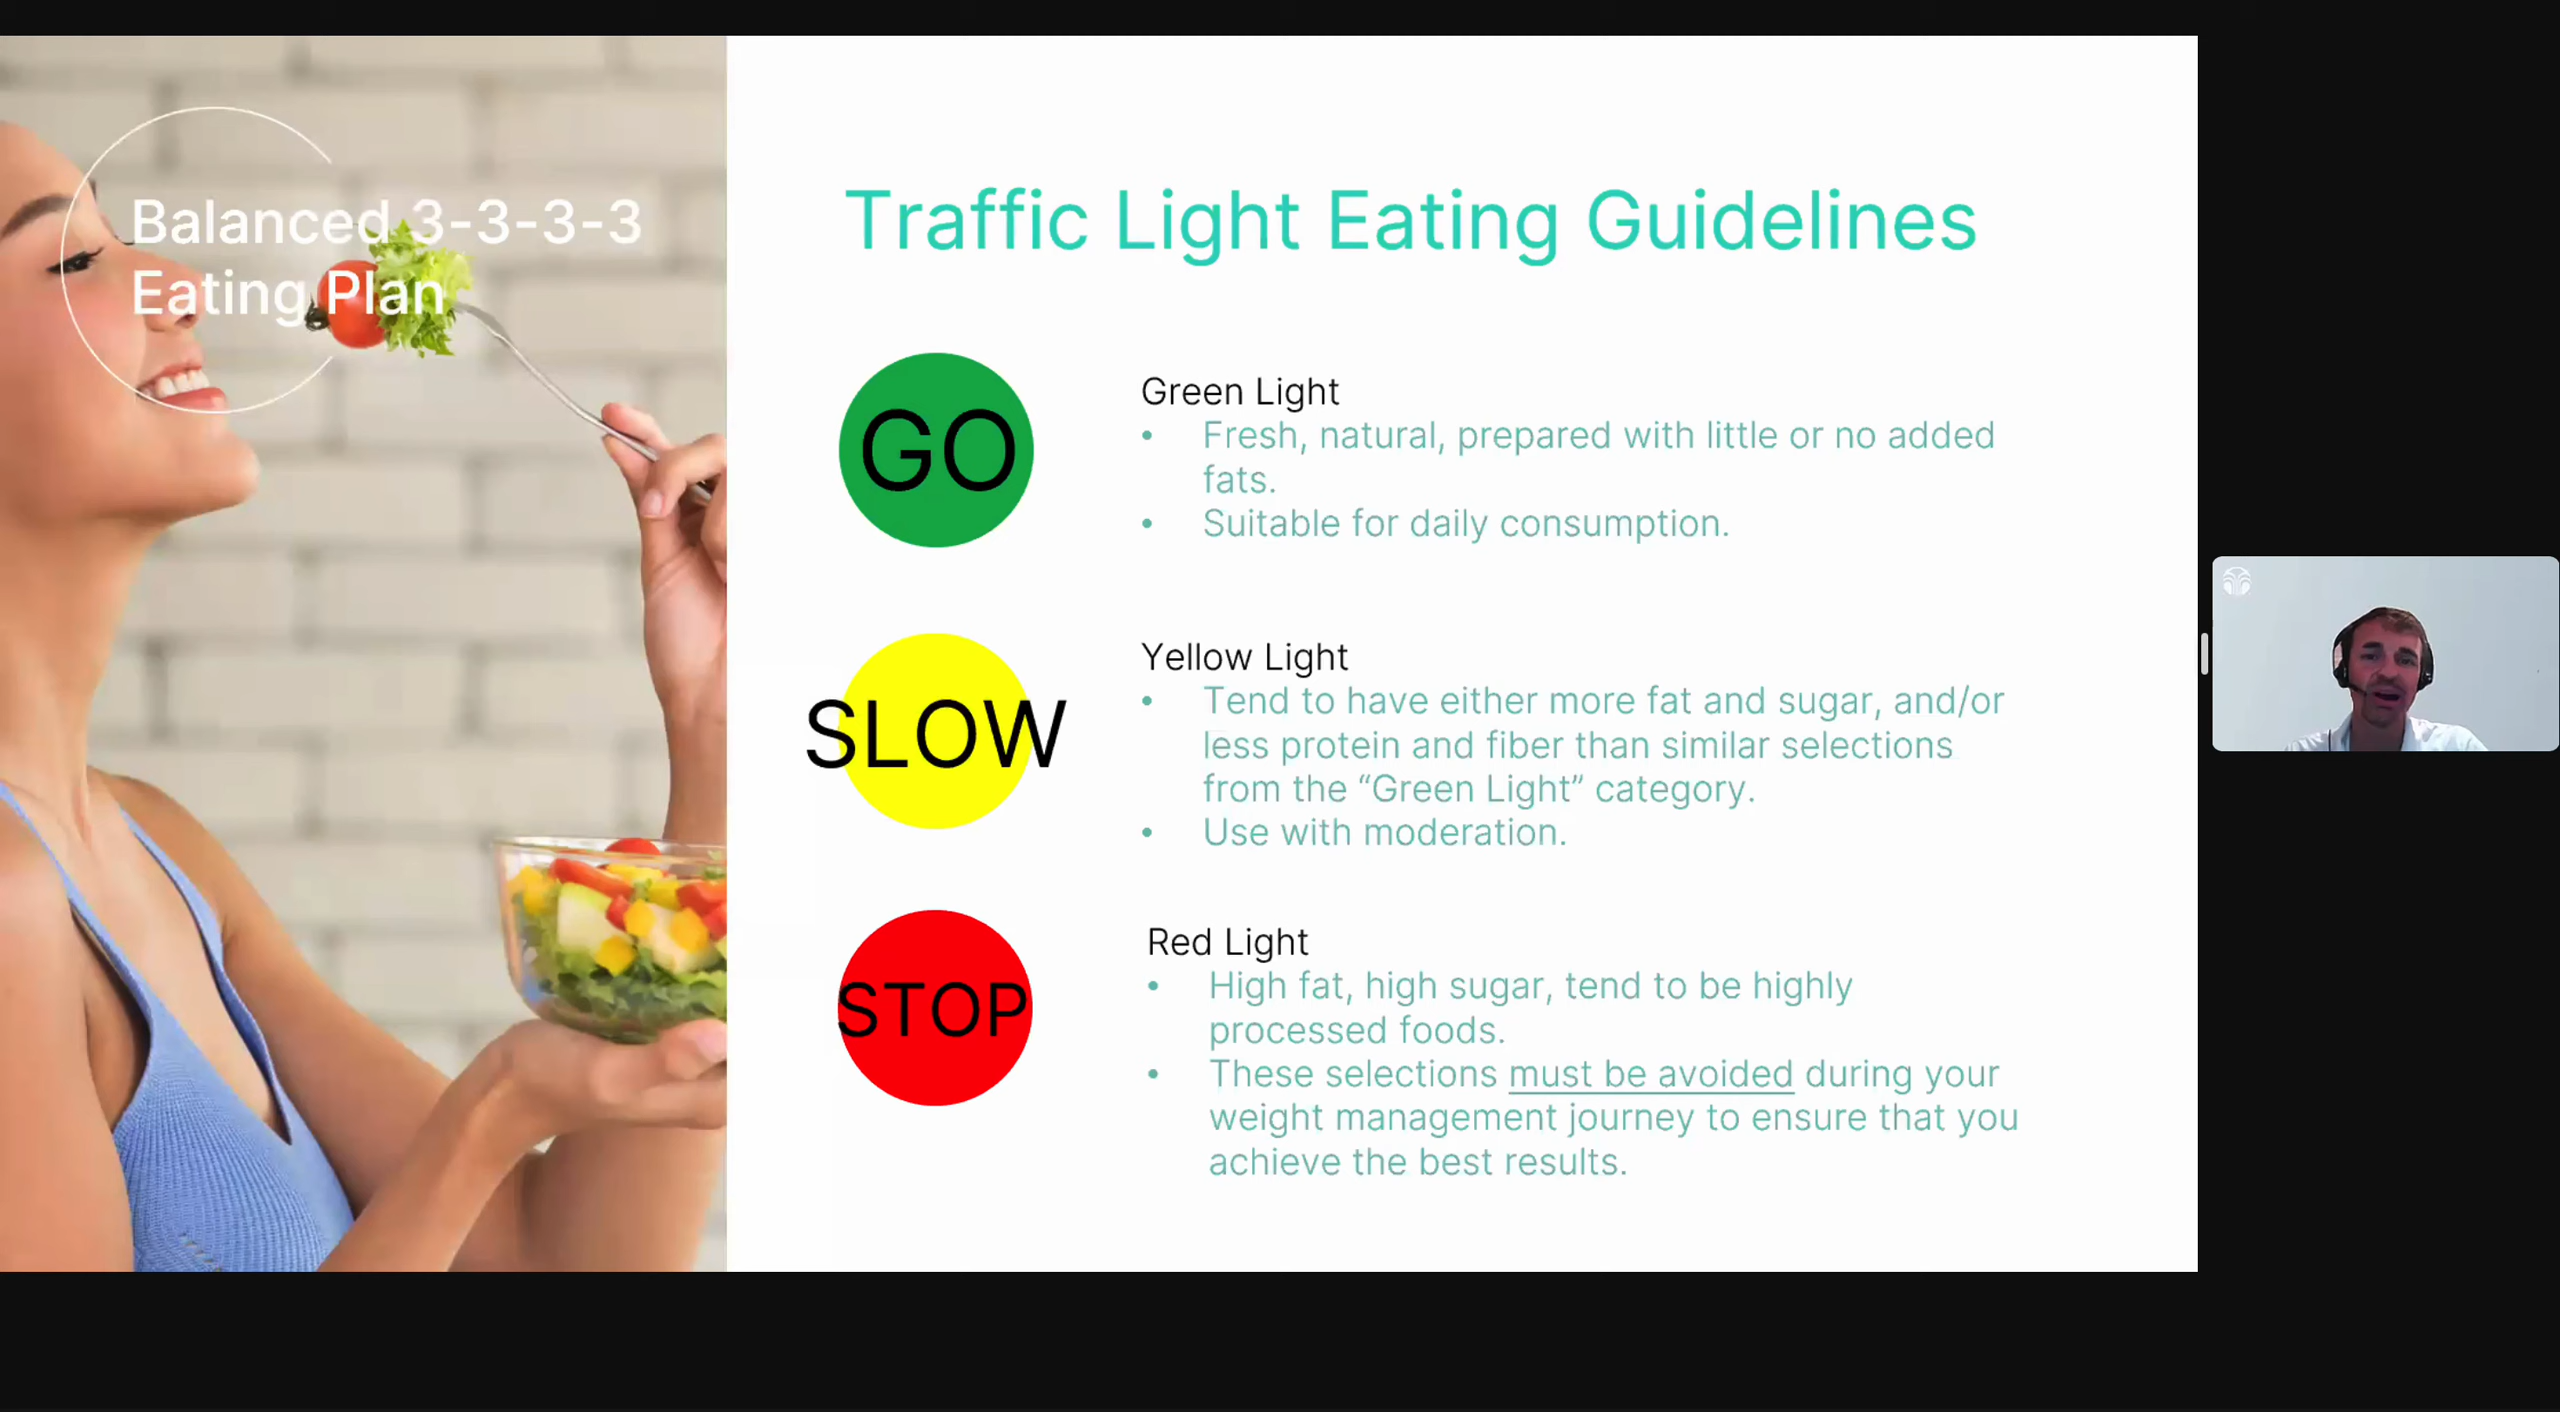 Balanced 3-3-3-3
Eating Plan
Traffic Light Eating Guidelines
GO
Green Light
• Fresh, natural, prepared with little or no added
fats.
• Suitable for daily consumption.
SLOW
Yellow Light
• Tend to have either more fat and sugar, and/or
less protein and fiber than similar selections
from the “Green Light” category.
• Use with moderation.
STOP
Red Light
• High fat, high sugar, tend to be highly
processed foods.
• These selections must be avoided during your
weight management journey to ensure that you
achieve the best results.